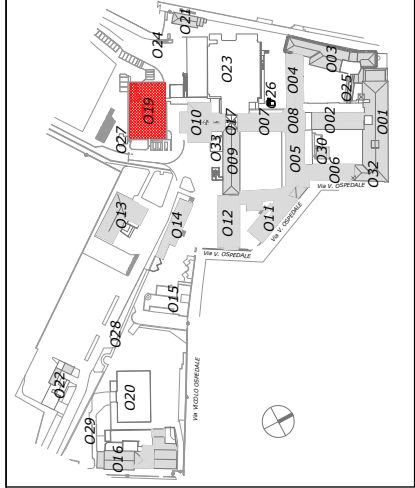 O21
O24
O03
O23
O04
O25
O26
O19
O01
O10
O17
O07
O08
O02
O27
O33
O09
O05
O30
O06
O32
Via V. OSPEDALE
O13
O14
O12
O11
Via V. OSPEDALE
O15
O28
O22
Via VICOLO OSPEDALE
O20
O29
O16